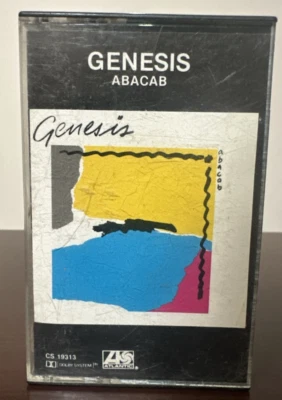 GENESIS
ABACAB
Genesis
abacab
CS 19313
DOLBY SYSTEM
ATLANTIC